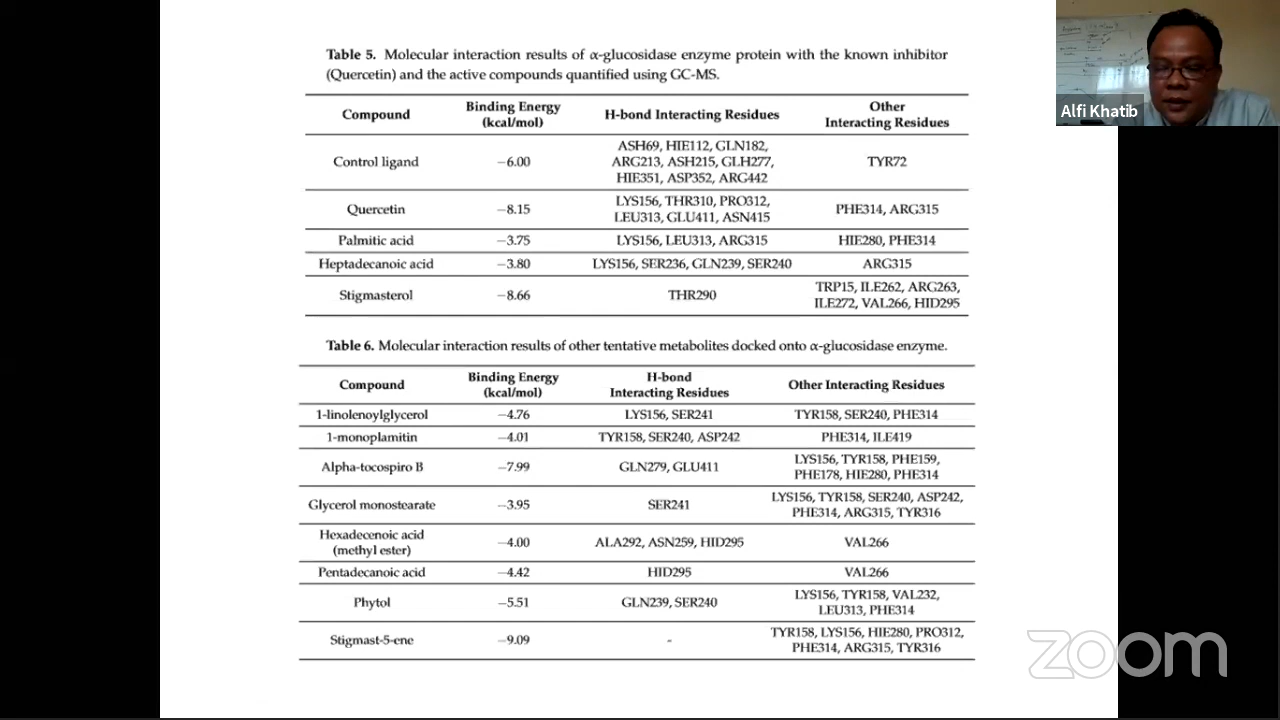 Table 5. Molecular interaction results of α-glucosidase enzyme protein with the known inhibitor
(Quercetin) and the active compounds quantified using GC-MS.
Compound Binding Energy (kcal/mol) H-bond Interacting Residues Other Interacting Residues
Control ligand −6.00 ASH69, HIE112, GLN182, ARG213, ASH215, GLH277, HIE351, ASP352, ARG442 TYR72
Quercetin −8.15 LYS156, THR310, PRO312, LEU313, GLU411, ASN415 PHE314, ARG315
Palmitic acid −3.75 LYS156, LEU313, ARG315 HIE280, PHE314
Heptadecanoic acid −3.80 LYS156, SER236, GLN239, SER240 ARG315
Stigmasterol −8.66 THR290 TRP15, ILE262, ARG263, ILE272, VAL266, HID295
Table 6. Molecular interaction results of other tentative metabolites docked onto α-glucosidase enzyme.
Compound Binding Energy (kcal/mol) H-bond Interacting Residues Other Interacting Residues
1-linolenoylglycerol −4.76 LYS156, SER241 TYR158, SER240, PHE314
1-monoplamitin −4.01 TYR158, SER240, ASP242 PHE314, ILE419
Alpha-tocospiro B −7.99 GLN279, GLU411 LYS156, TYR158, PHE159, PHE178, HIE280, PHE314
Glycerol monostearate −3.95 SER241 LYS156, TYR158, SER240, ASP242, PHE314, ARG315, TYR316
Hexadecenoic acid (methyl ester) −4.00 ALA292, ASN259, HID295 VAL266
Pentadecanoic acid −4.42 HID295 VAL266
Phytol −5.51 GLN239, SER240 LYS156, TYR158, VAL232, LEU313, PHE314
Stigmast-5-ene −9.09 - TYR158, LYS156, HIE280, PRO312, PHE314, ARG315, TYR316
Alfi Khatib
zoom